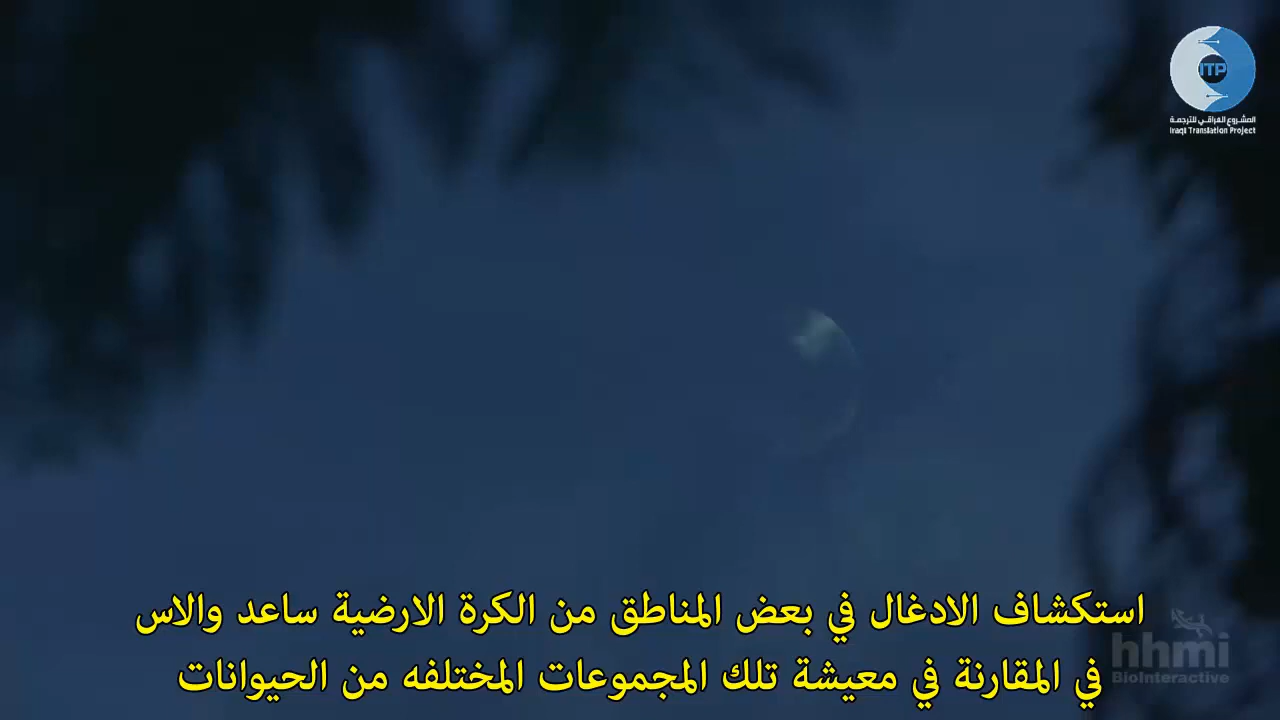 ITP
المشروع العراقي للترجمة
Iraqi Translation Project
استكشاف الادغال في بعض المناطق من الكرة الارضية ساعد والاس
في المقارنة في معيشة تلك المجموعات المختلفه من الحيوانات
hhmi
BioInteractive